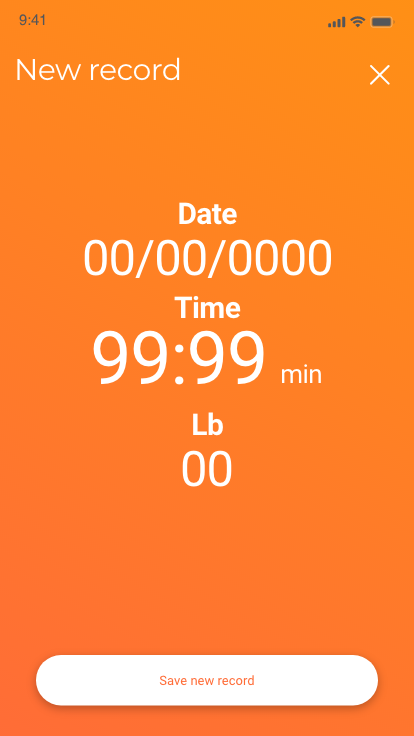 9:41
New record
Date
00/00/0000
Time
99:99 min
Lb
00
Save new record